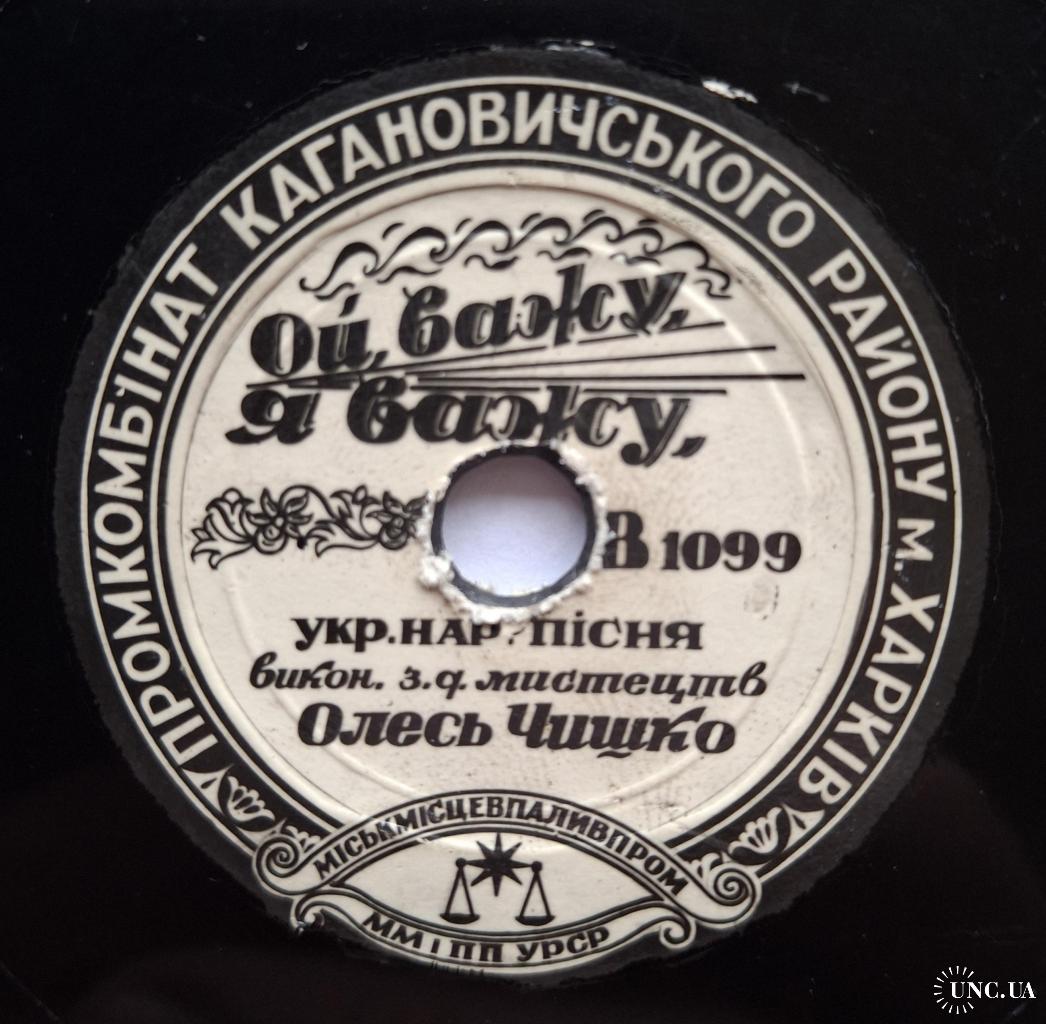 ПРОМКОМБІНАТ КАГАНОВИЧСЬКОГО РАЙОНУ м. ХАРКІВ
Ой, важу,
я важу,
В 1099
УКР. НАР. ПІСНЯ
викон. з. д. мистецтв
Олесь Чишко
МІСЬКМІСЦЕВПАЛИВПРОМ
ММ І ПП УРСР
UNC.UA